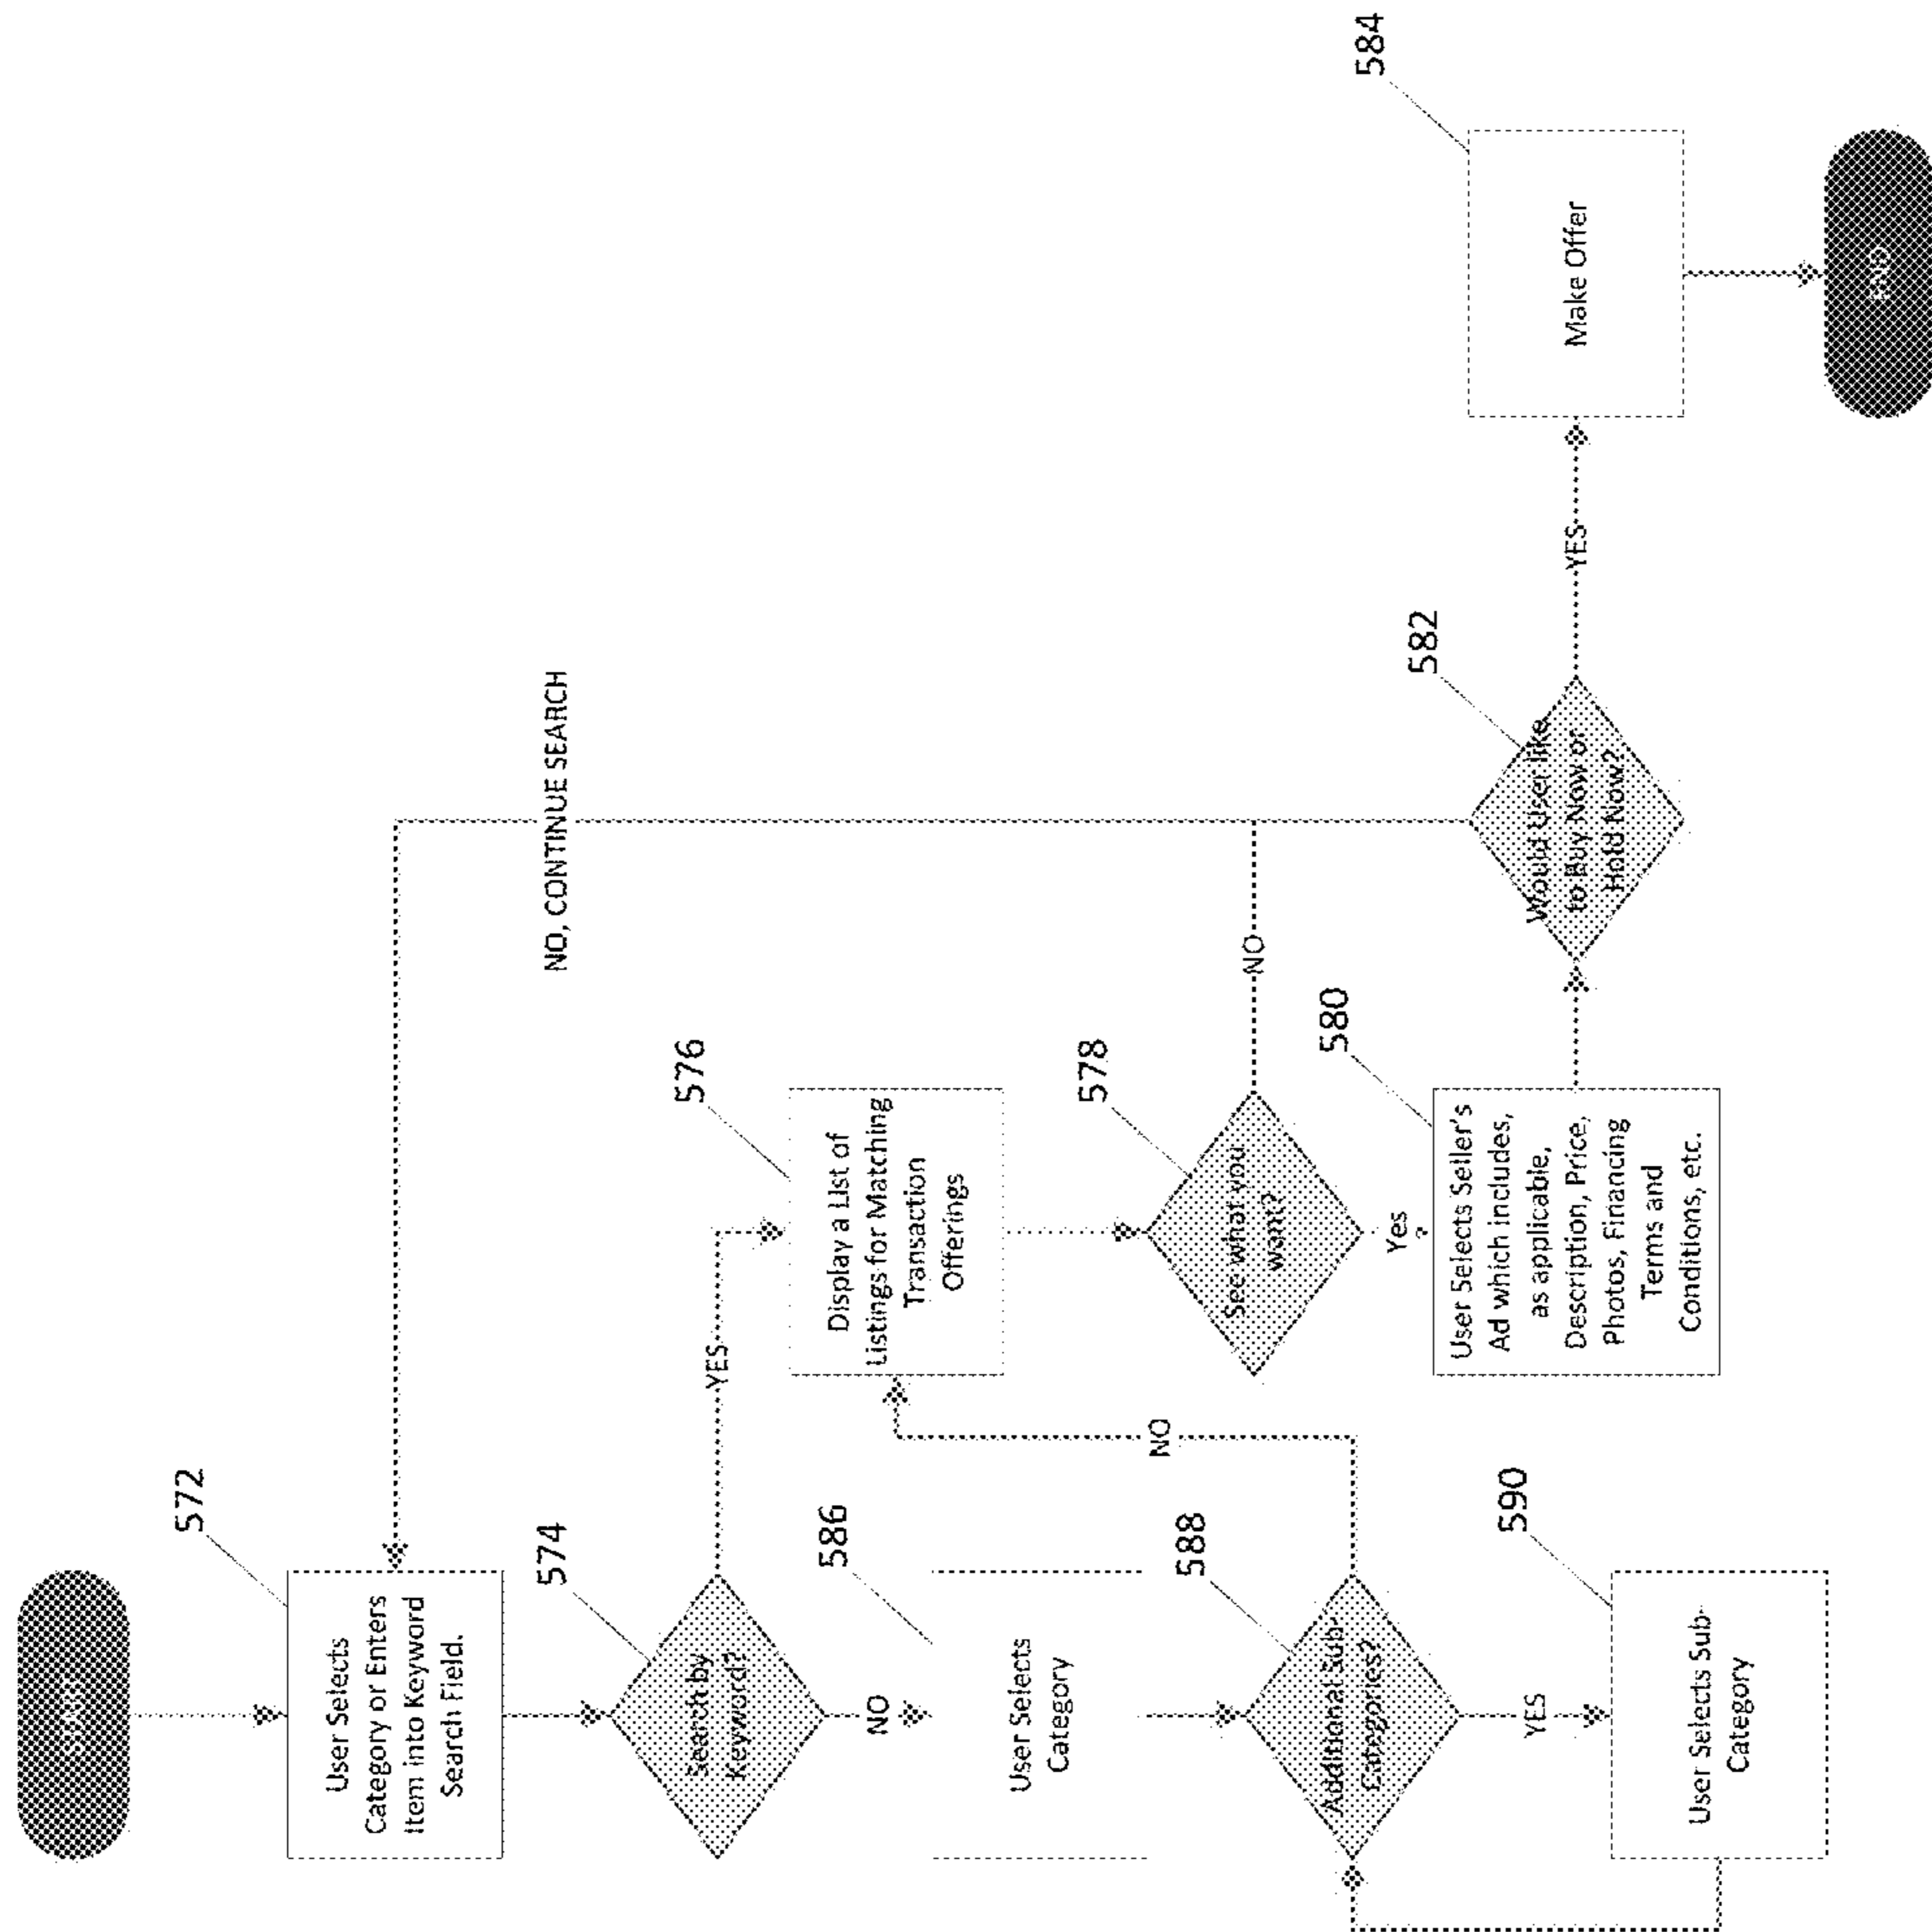 START
572
User Selects
Category or Enters
Item into Keyword
Search Field.
574
Search by
Keyword?
YES
NO
586
User Selects
Category
588
Additional Sub-
Categories?
NO
YES
590
User Selects Sub-
Category
576
Display a List of
Listings for Matching
Transaction
Offerings
578
See what you
want?
NO
Yes
580
User Selects Seller's
Ad which includes,
as applicable,
Description, Price,
Photos, Financing
Terms and
Conditions, etc.
NO, CONTINUE SEARCH
582
Would User like
to Buy Now or
Hold Now?
YES
584
Make Offer
END